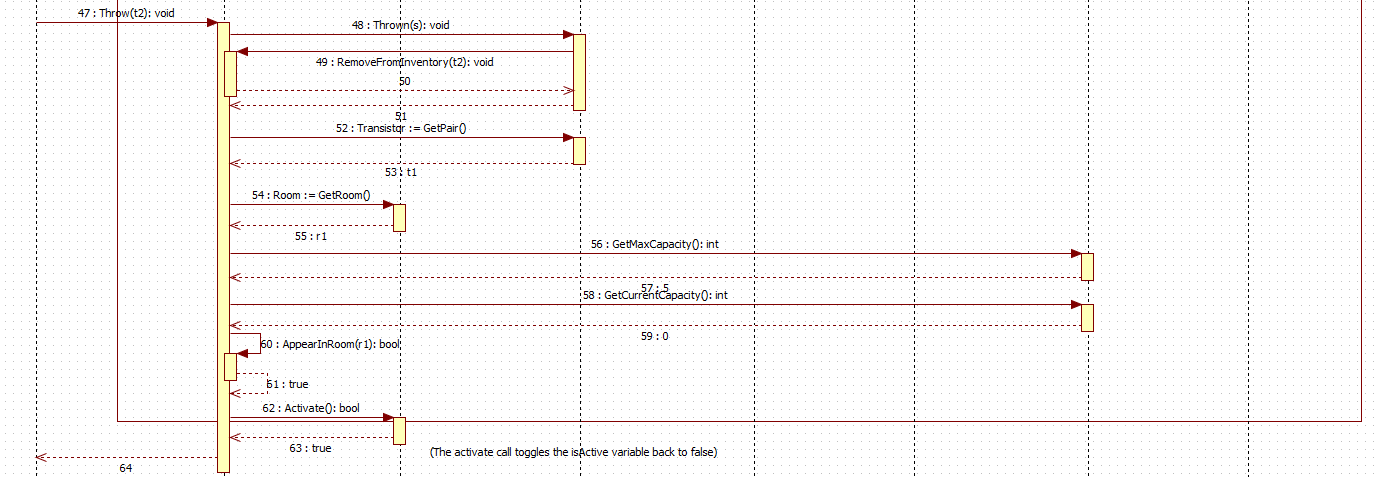 47 : Throw(t2): void
48 : Thrown(s): void
49 : RemoveFromInventory(t2): void
50
51
52 : Transistor := GetPair()
53 : t1
54 : Room := GetRoom()
55 : r1
56 : GetMaxCapacity(): int
57 : 5
58 : GetCurrentCapacity(): int
59 : 0
60 : AppearInRoom(r1): bool
61 : true
62 : Activate(): bool
63 : true
(The activate call toggles the isActive variable back to false)
64